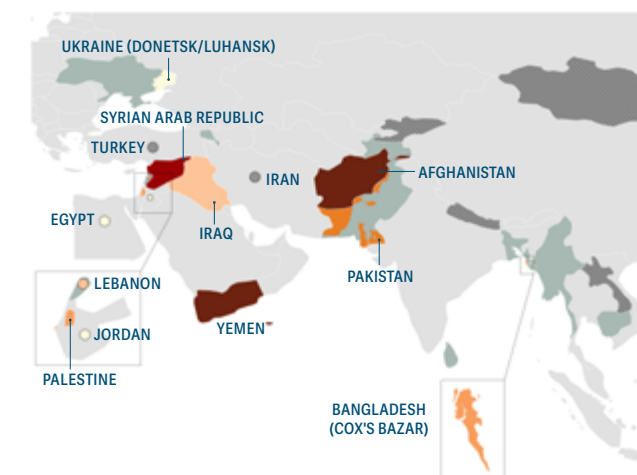 UKRAINE (DONETSK/LUHANSK)
SYRIAN ARAB REPUBLIC
TURKEY
AFGHANISTAN
IRAN
EGYPT
IRAQ
PAKISTAN
LEBANON
YEMEN
JORDAN
PALESTINE
BANGLADESH
(COX'S BAZAR)